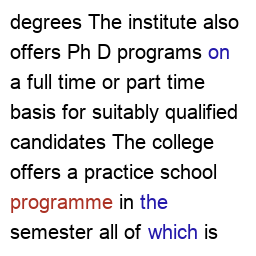 degrees The institute also
offers Ph D programs on
a full time or part time
basis for suitably qualified
candidates The college
offers a practice school
programme in the
semester all of which is